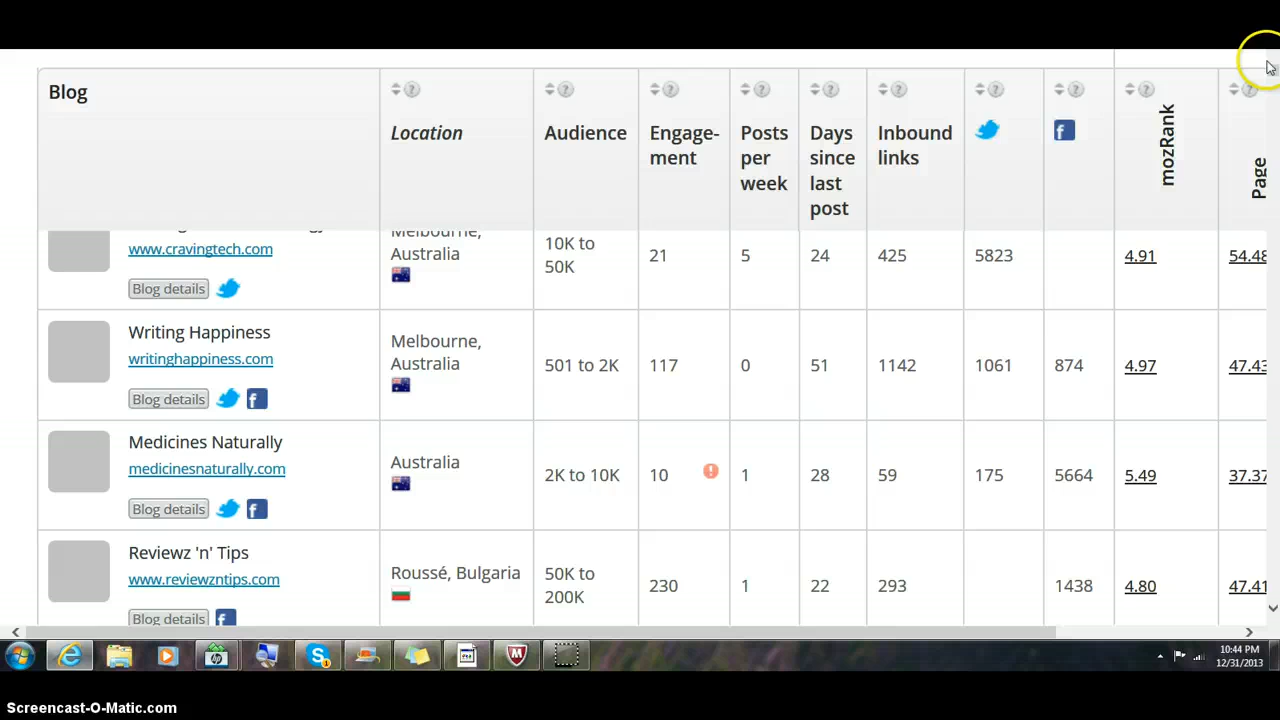 Blog
Location
Audience
Engage-
ment
Posts
per
week
Days
since
last
post
Inbound
links
mozRank
Page
www.cravingtech.com
Blog details
Melbourne,
Australia
10K to
50K
21
5
24
425
5823
4.91
54.48
Writing Happiness
writinghappiness.com
Blog details
Melbourne,
Australia
501 to 2K
117
0
51
1142
1061
874
4.97
47.43
Medicines Naturally
medicinesnaturally.com
Blog details
Australia
2K to 10K
10
1
28
59
175
5664
5.49
37.37
Reviewz 'n' Tips
www.reviewzntips.com
Blog details
Roussé, Bulgaria
50K to
200K
230
1
22
293
1438
4.80
47.41
10:44 PM
12/31/2013
Screencast-O-Matic.com